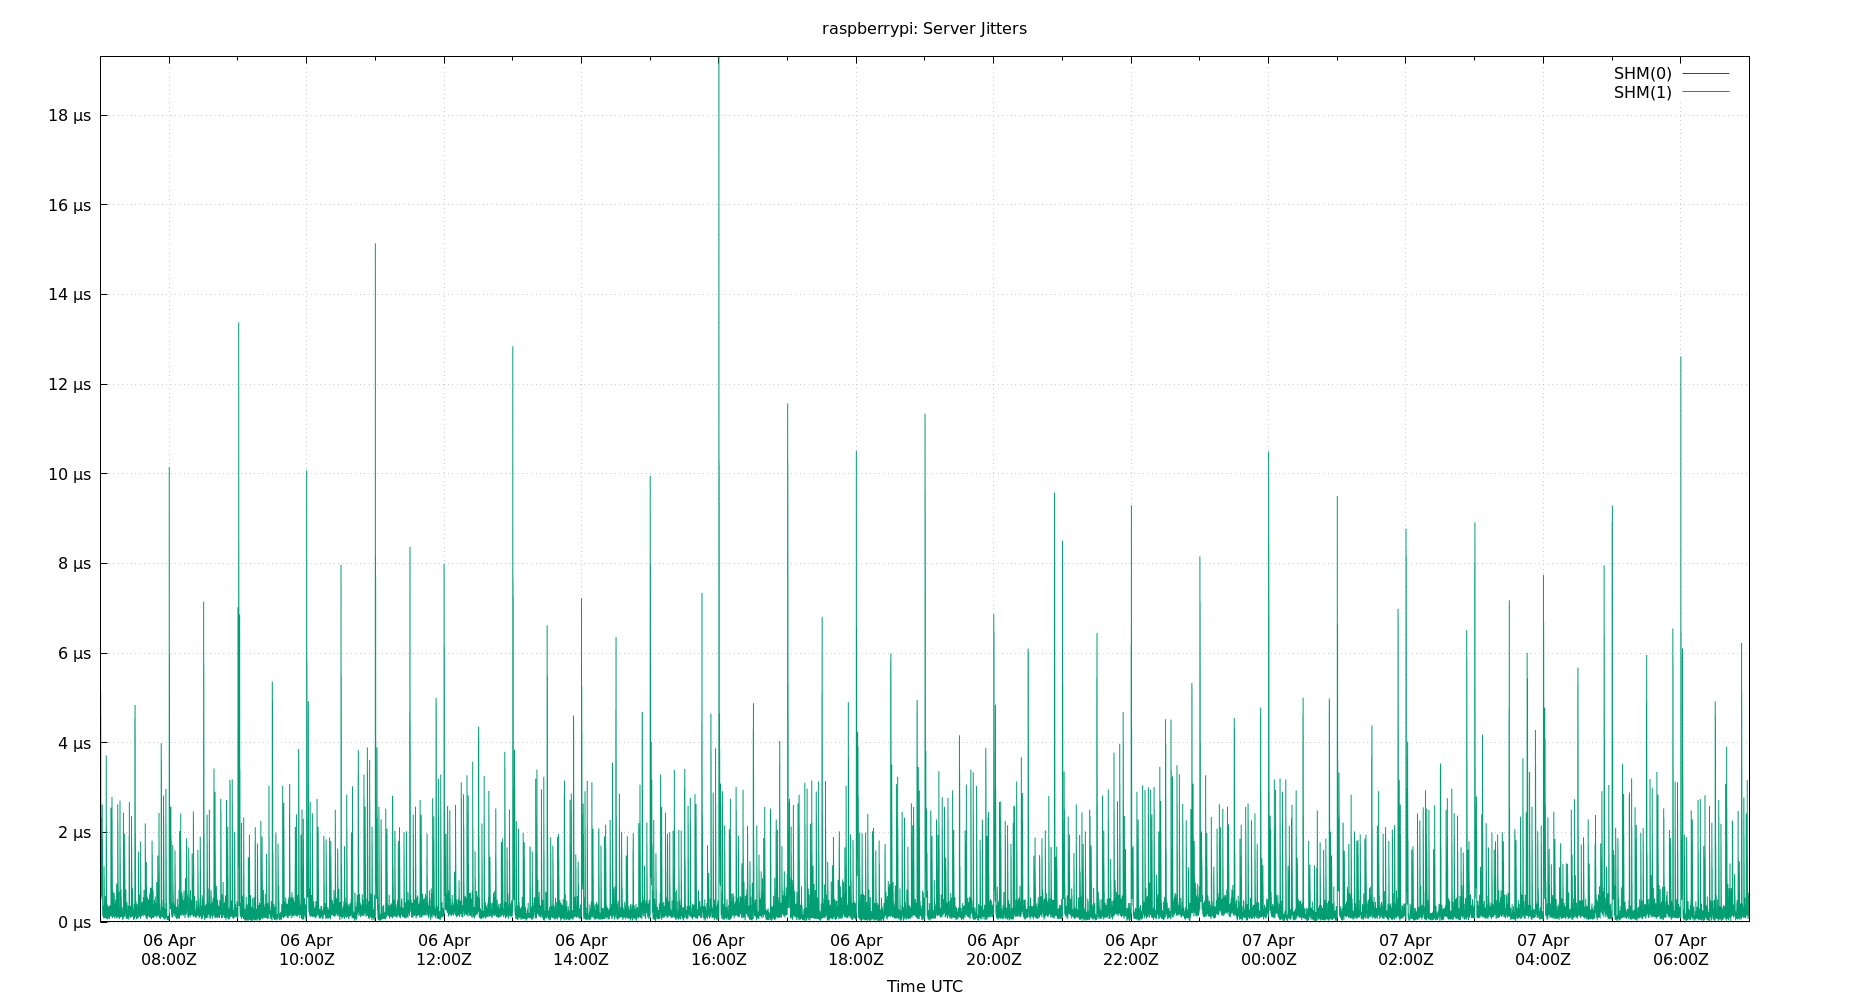 raspberrypi: Server Jitters
SHM(0)
SHM(1)
18 µs
16 µs
14 µs
12 µs
10 µs
8 µs
6 µs
4 µs
2 µs
0 µs
06 Apr 06 Apr 06 Apr 06 Apr 06 Apr 06 Apr 06 Apr 06 Apr 07 Apr 07 Apr 07 Apr 07 Apr
08:00Z 10:00Z 12:00Z 14:00Z 16:00Z 18:00Z 20:00Z 22:00Z 00:00Z 02:00Z 04:00Z 06:00Z
Time UTC